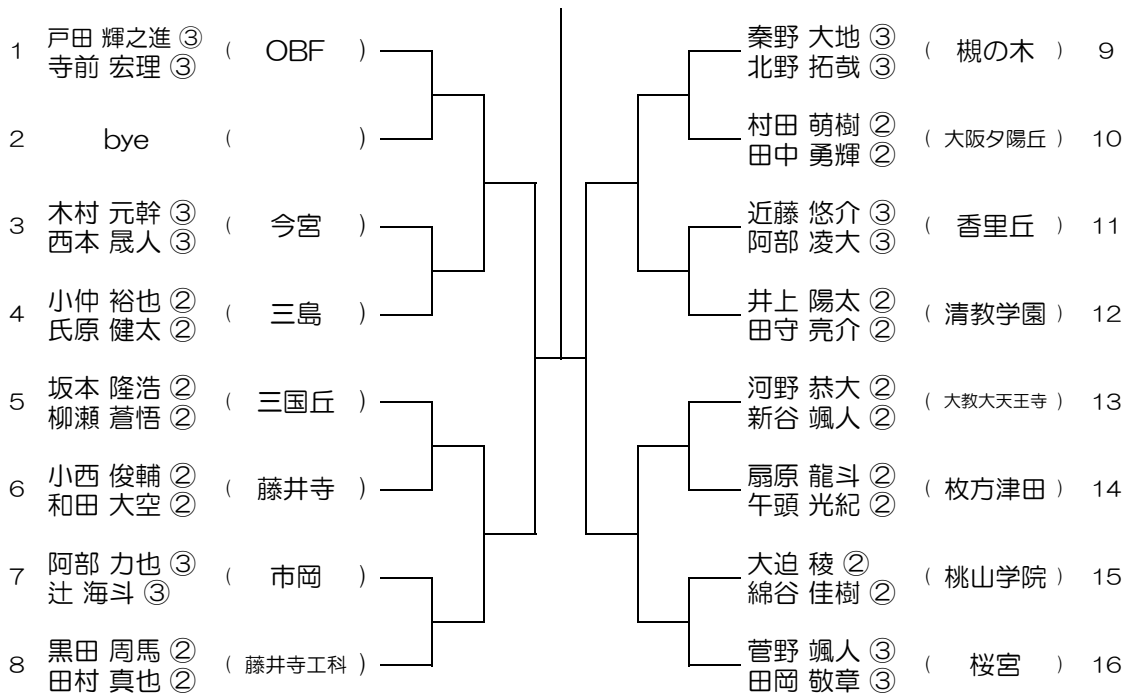 1 戸田 輝之進 ③ ( OBF )
寺前 宏理 ③
2 bye ( )
3 木村 元幹 ③ ( 今宮 )
西本 晟人 ③
4 小仲 裕也 ② ( 三島 )
氏原 健太 ②
5 坂本 隆浩 ② ( 三国丘 )
柳瀬 蒼悟 ②
6 小西 俊輔 ② ( 藤井寺 )
和田 大空 ②
7 阿部 力也 ③ ( 市岡 )
辻 海斗 ③
8 黒田 周馬 ② ( 藤井寺工科 )
田村 真也 ②
秦野 大地 ③ ( 槻の木 ) 9
北野 拓哉 ③
村田 萌樹 ② ( 大阪夕陽丘 ) 10
田中 勇輝 ②
近藤 悠介 ③ ( 香里丘 ) 11
阿部 凌大 ③
井上 陽太 ② ( 清教学園 ) 12
田守 亮介 ②
河野 恭大 ② ( 大教大天王寺 ) 13
新谷 颯人 ②
扇原 龍斗 ② ( 枚方津田 ) 14
午頭 光紀 ②
大迫 稜 ② ( 桃山学院 ) 15
綿谷 佳樹 ②
菅野 颯人 ③ ( 桜宮 ) 16
田岡 敬章 ③